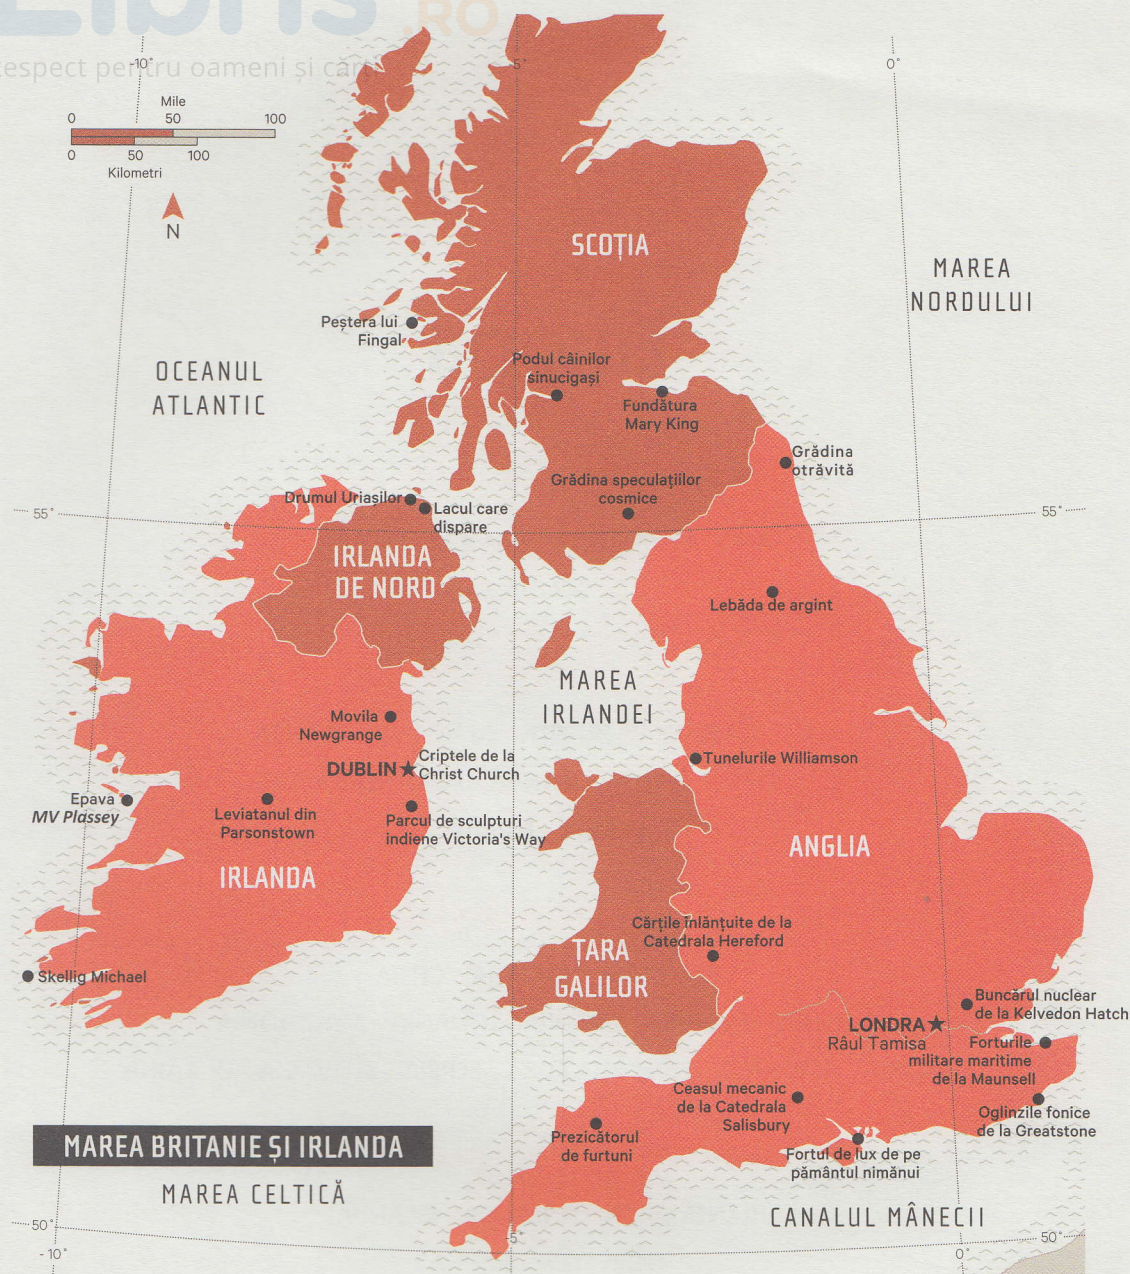 Libris .RO
respect pentru oameni și cărți
-10°
5°
0°
Mile
0 50 100
0 50 100
Kilometri
N
SCOȚIA
MAREA
NORDULUI
Peștera lui
Fingal
OCEANUL
ATLANTIC
Podul câinilor
sinucigași
Fundătura
Mary King
Grădina
otrăvită
Grădina speculațiilor
cosmice
Drumul Uriașilor
Lacul care
dispare
55°
55°
IRLANDA
DE NORD
Lebăda de argint
MAREA
IRLANDEI
Movila
Newgrange
DUBLIN
Criptele de la
Christ Church
Tunelurile Williamson
Epava
MV Plassey
Leviatanul din
Parsonstown
Parcul de sculpturi
indiene Victoria's Way
ANGLIA
IRLANDA
Cărțile înlănțuite de la
Catedrala Hereford
ȚARA
GALILOR
Skellig Michael
Buncărul nuclear
de la Kelvedon Hatch
LONDRA
Râul Tamisa
Forturile
militare maritime
de la Maunsell
Ceasul mecanic
de la Catedrala
Salisbury
Oglinzile fonice
de la Greatstone
Prezicătorul
de furtuni
Fortul de lux de pe
pământul nimănui
MAREA BRITANIE ȘI IRLANDA
MAREA CELTICĂ
CANALUL MÂNECII
50°
-10°
5°
0°
50°